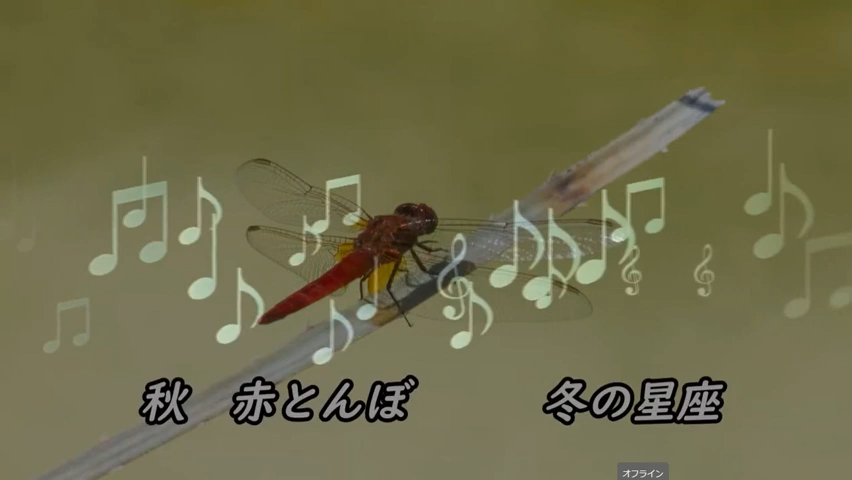 秋　赤とんぼ　冬の星座
オフライン